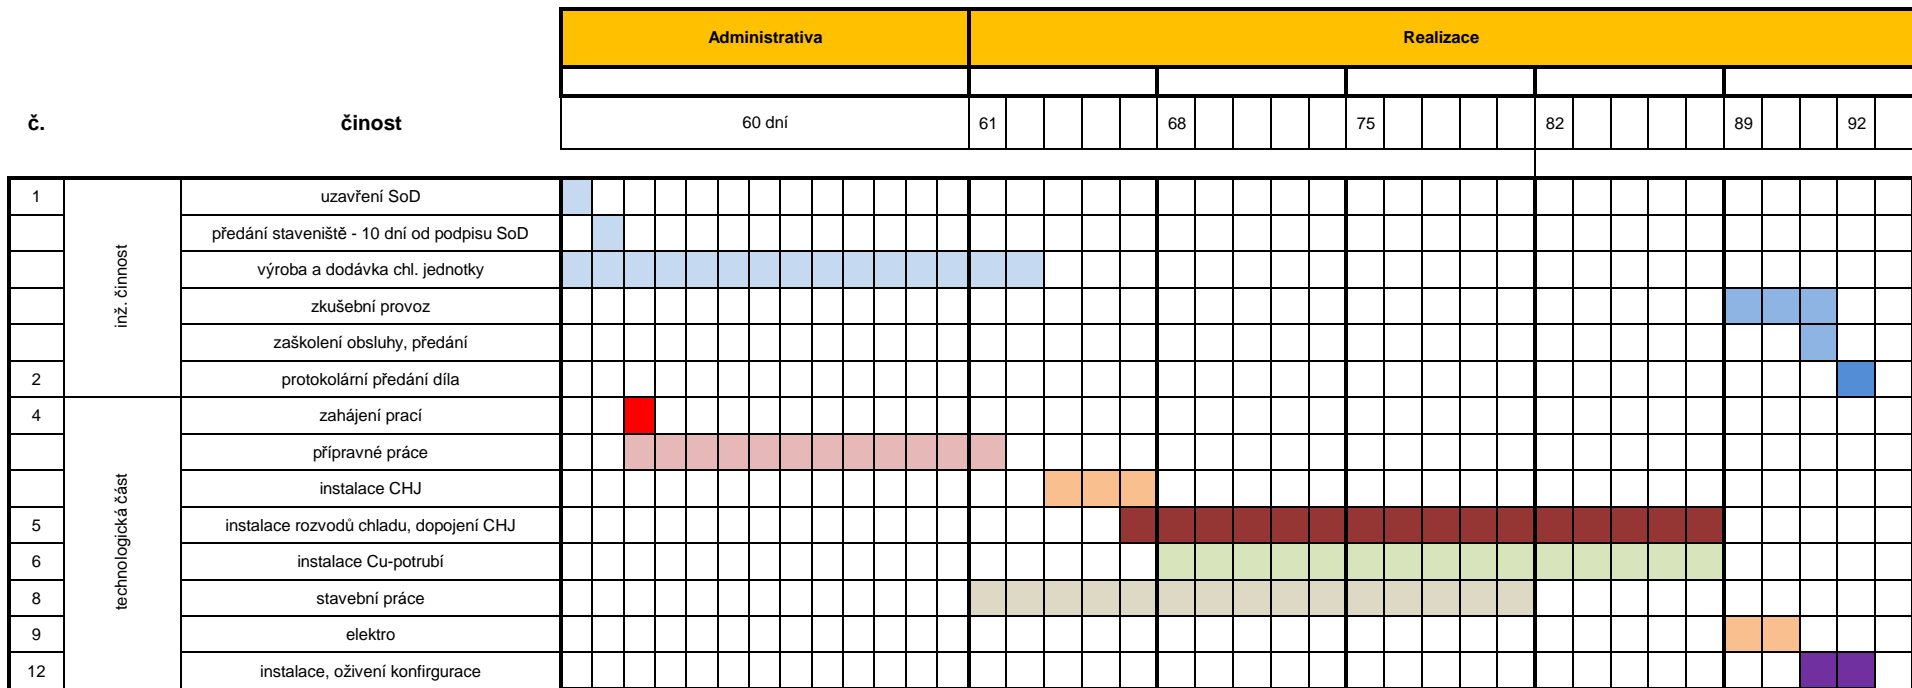 Administrativa Realizace
č. činost 60 dní 61 68 75 82 89 92
1 uzavření SoD
předání staveniště - 10 dní od podpisu SoD
inž. činnost
výroba a dodávka chl. jednotky
zkušební provoz
zaškolení obsluhy, předání
2 protokolární předání díla
4 zahájení prací
přípravné práce
technologická část
instalace CHJ
5 instalace rozvodů chladu, dopojení CHJ
6 instalace Cu-potrubí
8 stavební práce
9 elektro
12 instalace, oživení konfirgurace